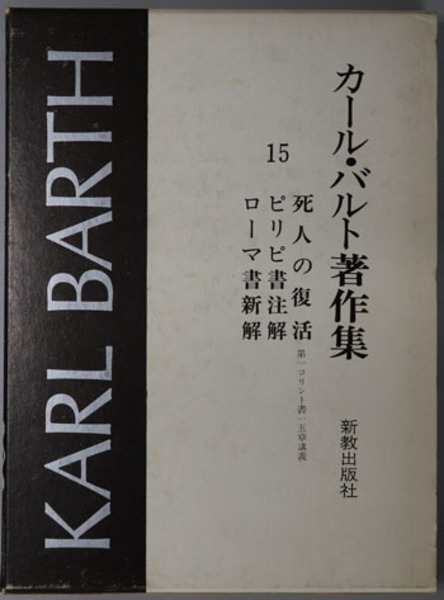 カール・バルト著作集
15
死人の復活
第一コリント書一五章講義
ピリピ書注解
ローマ書新解
新教出版社
KARL BARTH